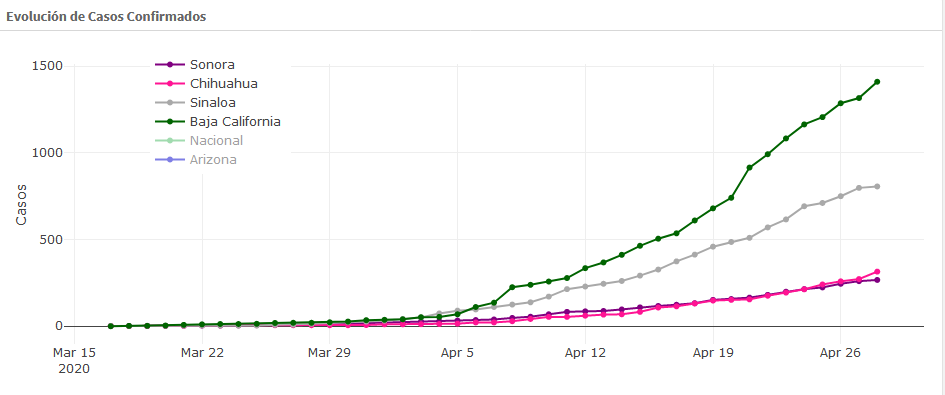 Evolución de Casos Confirmados
1500
1000
500
0
Casos
Sonora
Chihuahua
Sinaloa
Baja California
Nacional
Arizona
Mar 15 Mar 22 Mar 29 Apr 5 Apr 12 Apr 19 Apr 26
2020